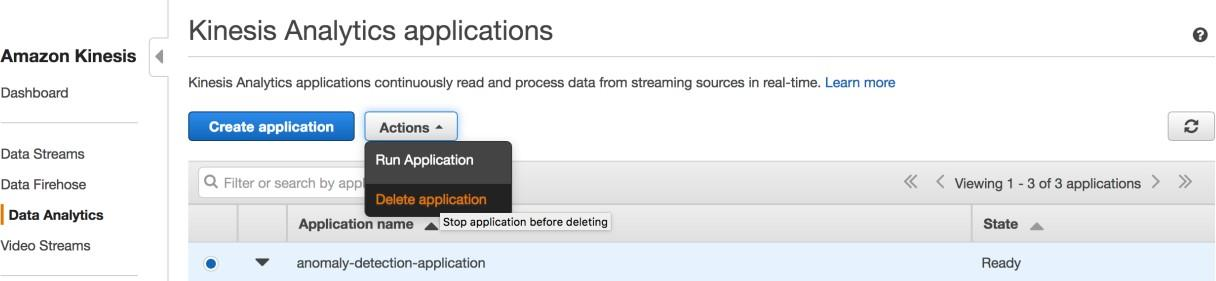 Kinesis Analytics applications
Amazon Kinesis
Dashboard
Data Streams
Data Firehose
Data Analytics
Video Streams
Kinesis Analytics applications continuously read and process data from streaming sources in real-time. Learn more
Create application
Actions
Run Application
Delete application
Stop application before deleting
Filter or search by appl
Viewing 1 - 3 of 3 applications
Application name
State
anomaly-detection-application
Ready